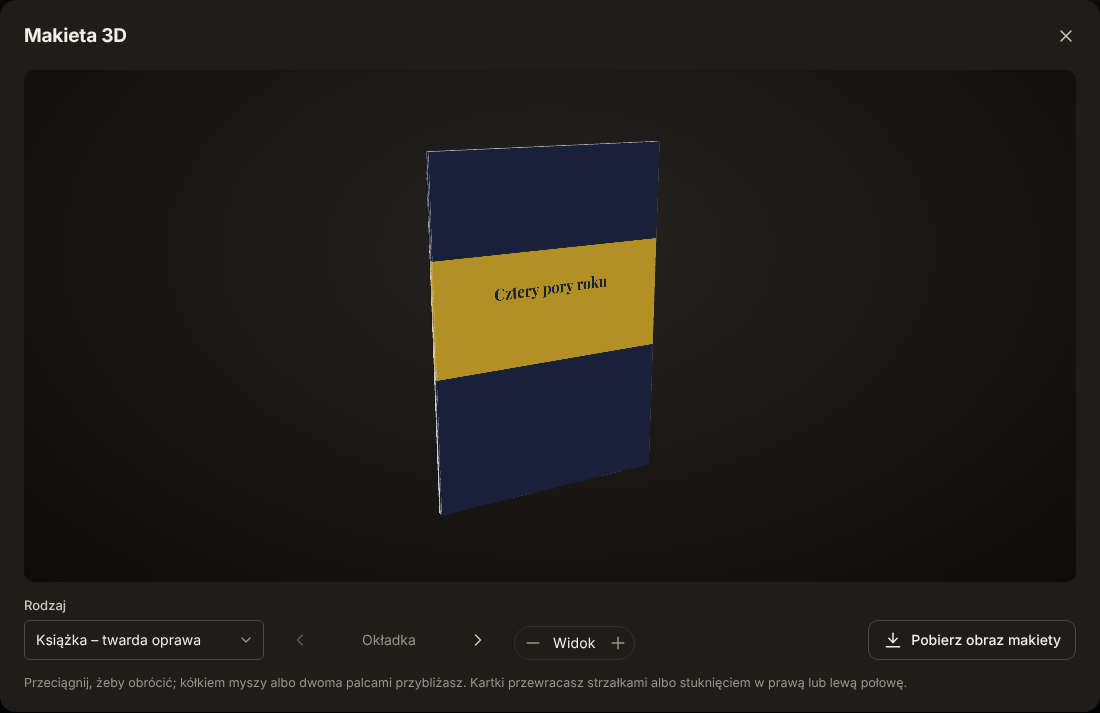 Makieta 3D
Cztery pory roku
Rodzaj
Książka – twarda oprawa
Okładka
Widok
Pobierz obraz makiety
Przeciągnij, żeby obrócić; kółkiem myszy albo dwoma palcami przybliżasz. Kartki przewracasz strzałkami albo stuknięciem w prawą lub lewą połowę.